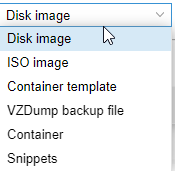 Disk image
Disk image
ISO image
Container template
VZDump backup file
Container
Snippets